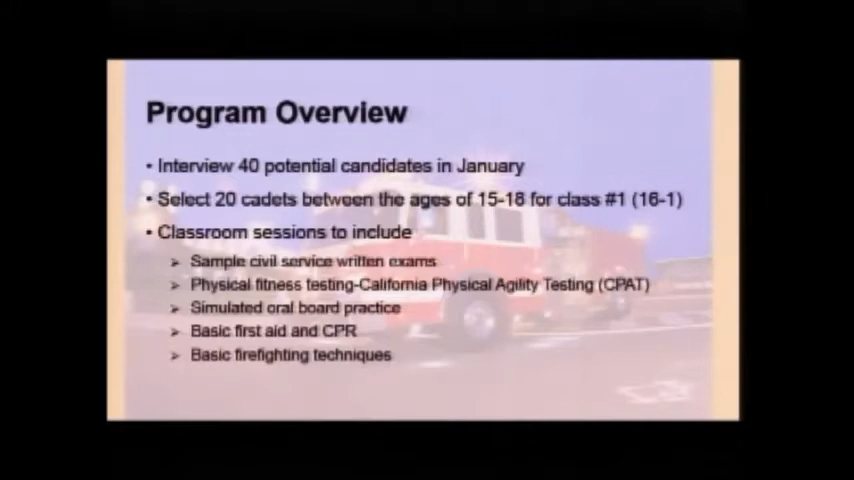 Program Overview
• Interview 40 potential candidates in January
• Select 20 cadets between the ages of 15-18 for class #1 (16-1)
• Classroom sessions to include
➢ Sample civil service written exams
➢ Physical fitness testing-California Physical Agility Testing (CPAT)
➢ Simulated oral board practice
➢ Basic first aid and CPR
➢ Basic firefighting techniques